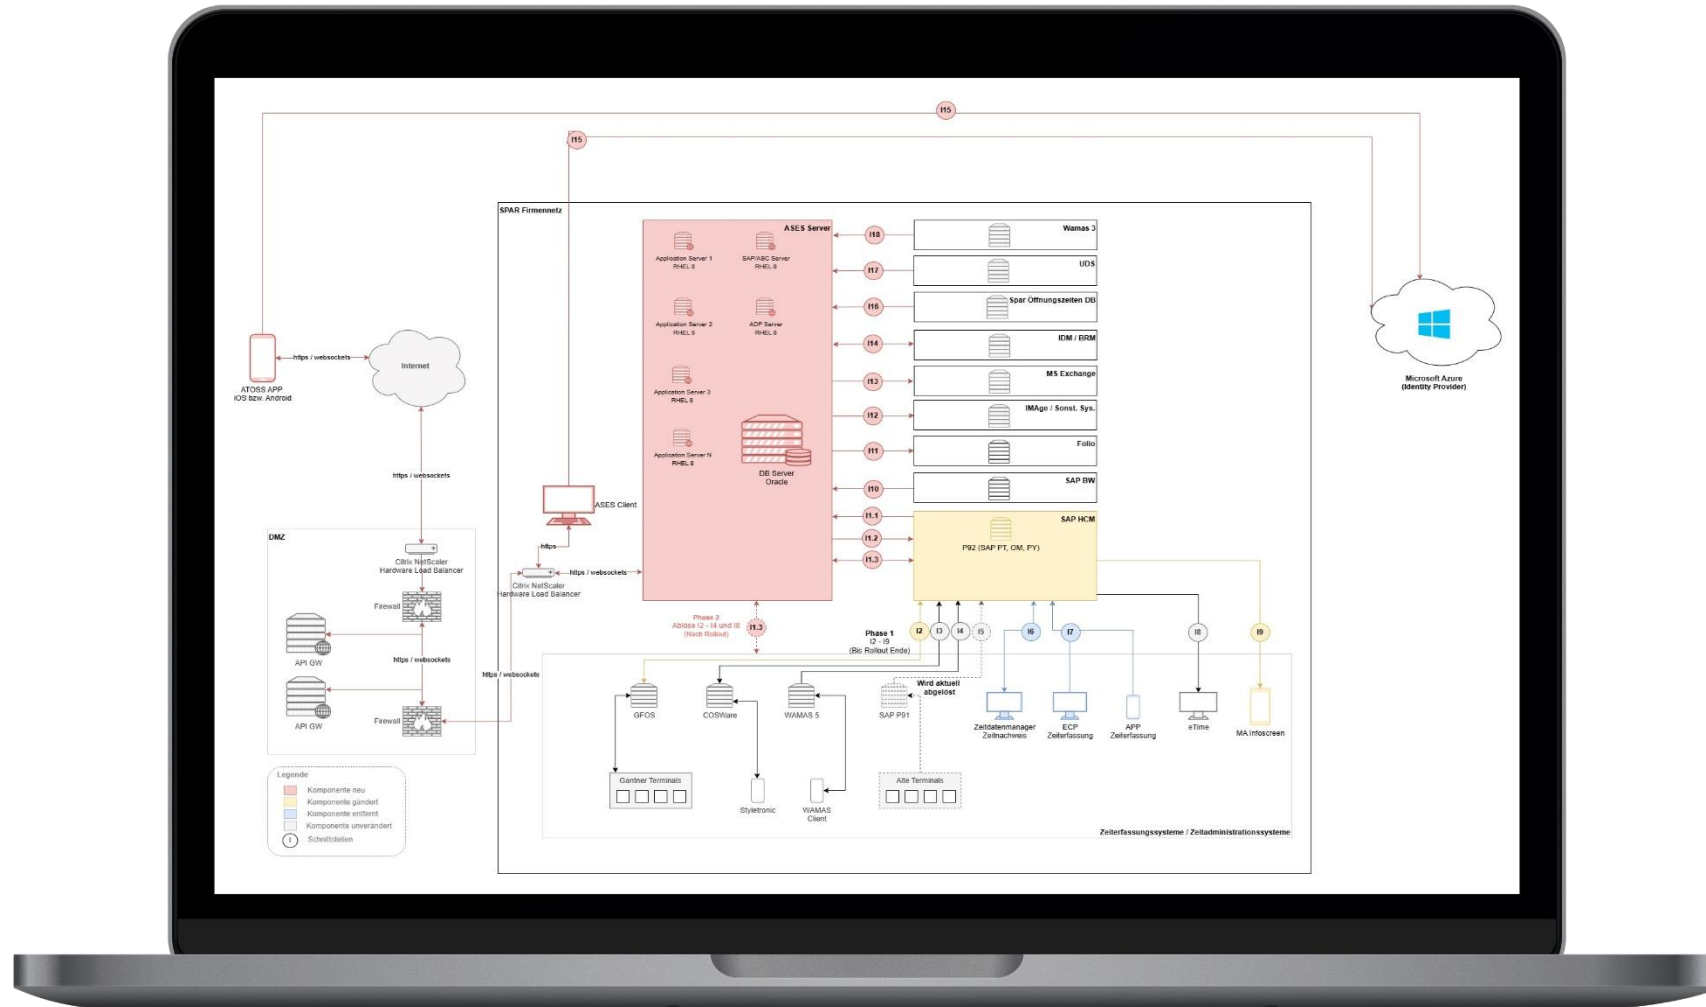 I15
I15
SPAR Firmennetz
ASES Server
Application Server 1
RHEL 8
SAP/ABC Server
RHEL 8
Application Server 2
RHEL 8
ADP Server
RHEL 8
Application Server 3
RHEL 8
Application Server N
RHEL 8
DB Server
Oracle
I18
Wamas 3
I17
UDS
I16
Spar Öffnungszeiten DB
I14
IDM / BRM
I13
MS Exchange
I12
IMAgo / Sonst. Sys.
I11
Folio
I10
SAP BW
I1.1
I1.2
I1.3
SAP HCM
P92 (SAP PT, OM, PY)
Microsoft Azure
(Identity Provider)
ATOSS APP
iOS bzw. Android
https / websockets
Internet
https / websockets
ASES Client
https
Citrix NetScaler
Hardware Load Balancer
https / websockets
DMZ
Citrix NetScaler
Hardware Load Balancer
Firewall
API GW
https / websockets
API GW
Firewall
https / websockets
Phase 2
Ablöse I2 - I4 und I8
(Nach Rollout)
I1.3
Phase 1
I2 - I9
(Bis Rollout Ende)
I2
I3
I4
I5
I6
I7
I8
I9
Wird aktuell
abgelöst
GFOS
COSWare
WAMAS 5
SAP P91
Zeitdatenmanager
Zeitnachweis
ECP
Zeiterfassung
APP
Zeiterfassung
eTime
MA Infoscreen
Gantner Terminals
Styletronic
WAMAS
Client
Alte Terminals
Zeiterfassungssysteme / Zeitadministrationssysteme
Legende
Komponente neu
Komponente gändert
Komponente entfernt
Komponente unverändert
I
Schnittstellen